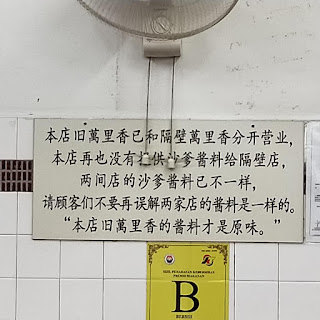 本店旧萬里香已和隔壁萬里香分开营业，
本店再也没有提供沙爹酱料给隔壁店，
两间店的沙爹酱料已不一样，
请顾客们不要再误解两家店的酱料是一样的。
“本店旧萬里香的酱料才是原味。”
B
BERSIH